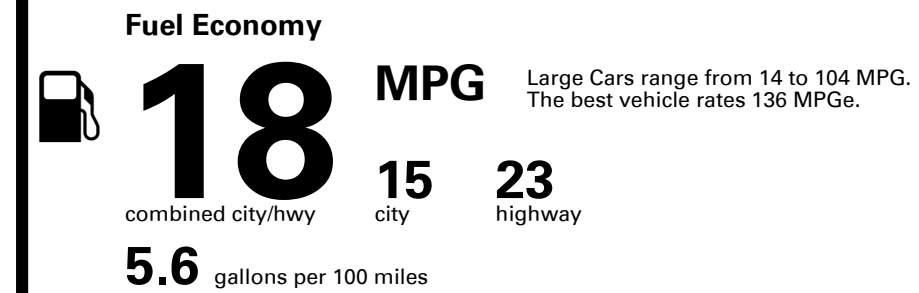 Fuel Economy
18 MPG
Large Cars range from 14 to 104 MPG.
The best vehicle rates 136 MPGe.
15 23
combined city/hwy city highway
5.6 gallons per 100 miles